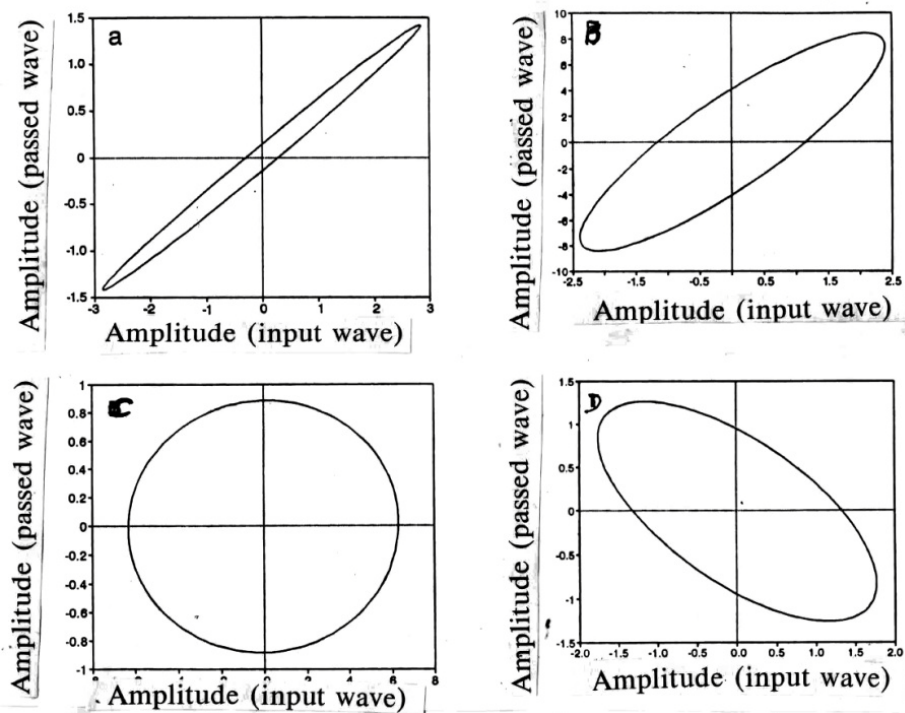 a
1.5
1.0
0.5
0
-0.5
-1.0
-1.5
-3 -2 -1 0 1 2 3
Amplitude (passed wave)
Amplitude (input wave)
B
10
8
6
4
2
0
-2
-4
-6
-8
-10
-2.5 -1.5 -0.5 0.5 1.5 2.5
Amplitude (passed wave)
Amplitude (input wave)
C
1
0.8
0.6
0.4
0.2
0
-0.2
-0.4
-0.6
-0.8
-1
0 2 4 6 8
Amplitude (passed wave)
Amplitude (input wave)
D
1.5
1
0.5
0
-0.5
-1
-1.5
-2.0 -1.5 -1.0 -0.5 0.0 0.5 1.0 1.5 2.0
Amplitude (passed wave)
Amplitude (input wave)